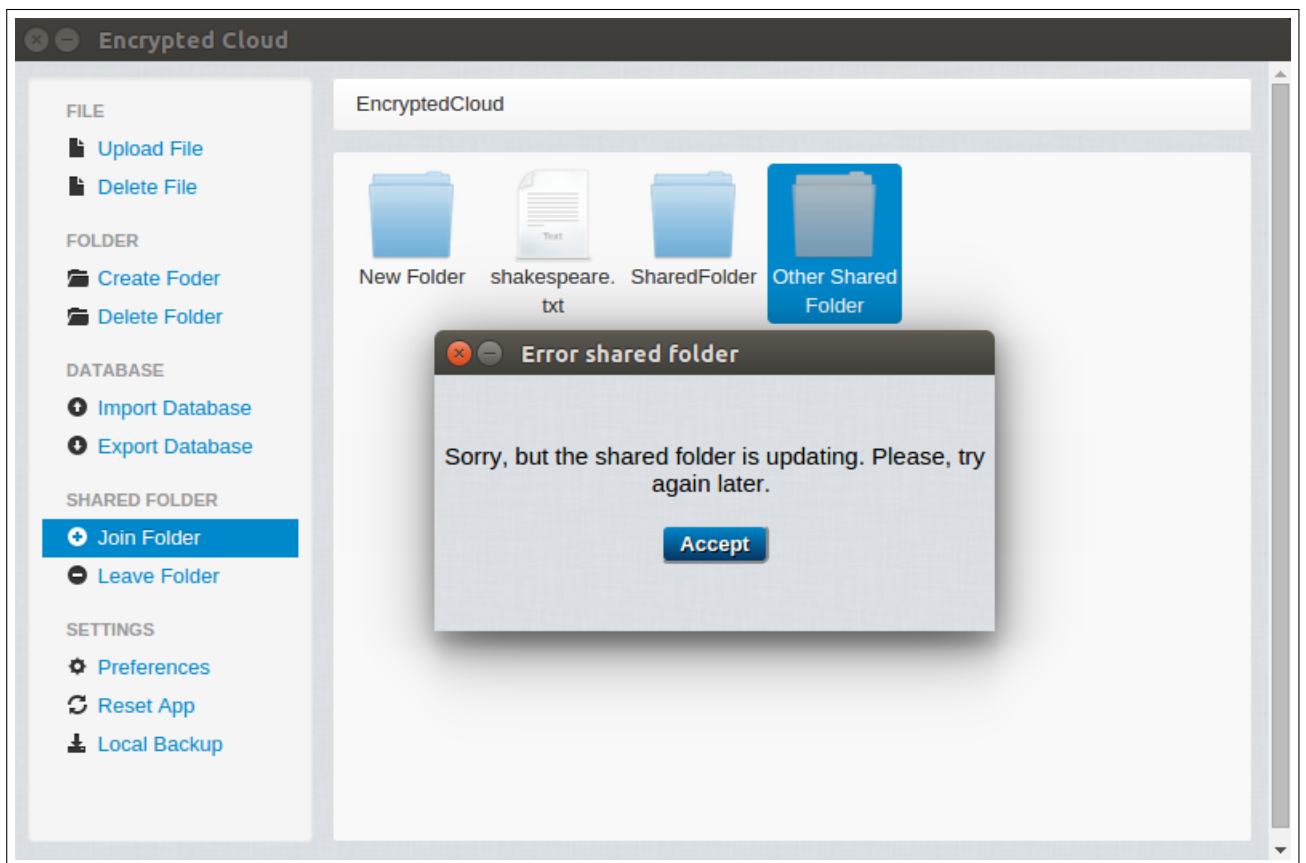 Encrypted Cloud
FILE
Upload File
Delete File
FOLDER
Create Foder
Delete Folder
DATABASE
Import Database
Export Database
SHARED FOLDER
Join Folder
Leave Folder
SETTINGS
Preferences
Reset App
Local Backup
EncryptedCloud
Text
New Folder
shakespeare.
txt
SharedFolder
Other Shared
Folder
Error shared folder
Sorry, but the shared folder is updating. Please, try
again later.
Accept